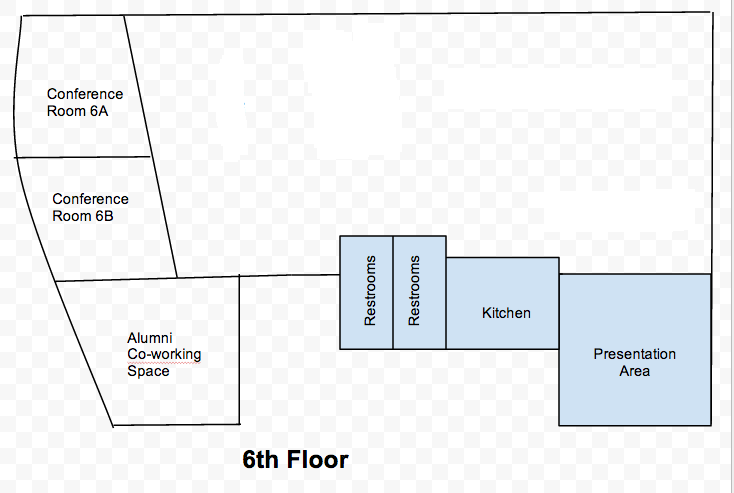 Conference
Room 6A
Conference
Room 6B
Restrooms
Restrooms
Kitchen
Alumni
Co-working
Space
Presentation
Area
6th Floor